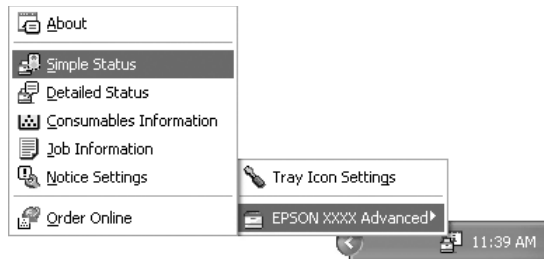 About
Simple Status
Detailed Status
Consumables Information
Job Information
Notice Settings
Order Online
Tray Icon Settings
EPSON XXXX Advanced
11:39 AM